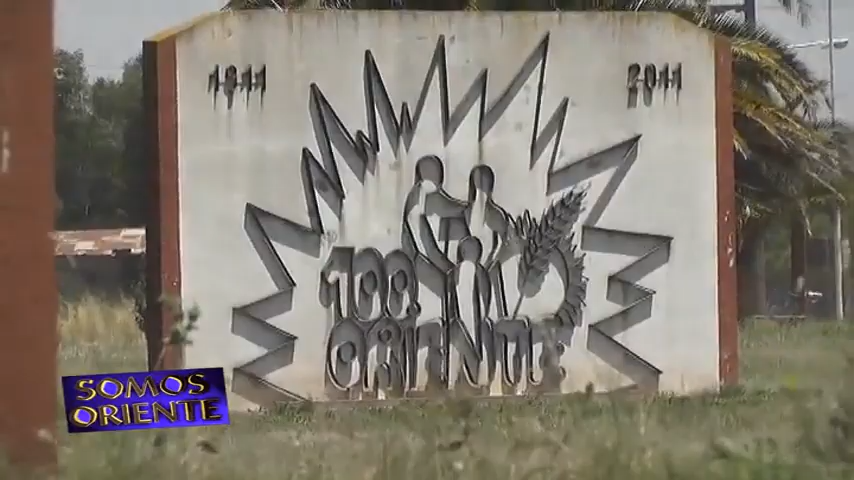 1911
2011
100
ORIENTE
SOMOS
ORIENTE